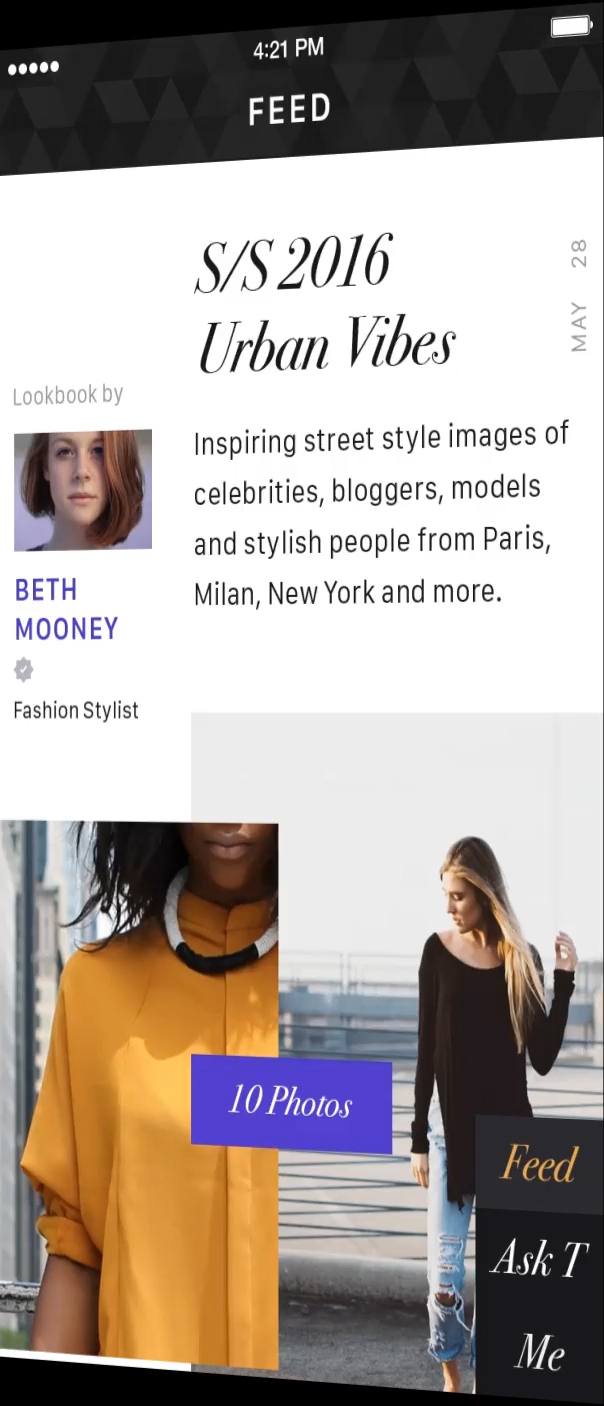 4:21 PM
FEED
S/S 2016
Urban Vibes
MAY 28
Lookbook by
BETH
MOONEY
Fashion Stylist
Inspiring street style images of
celebrities, bloggers, models
and stylish people from Paris,
Milan, New York and more.
10 Photos
Feed
Ask T
Me